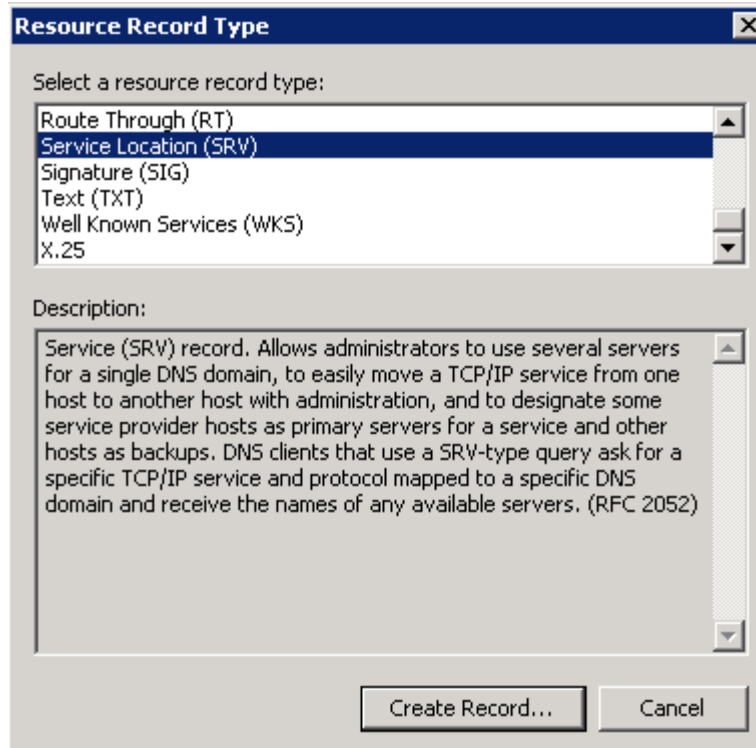 Resource Record Type
Select a resource record type:
Route Through (RT)
Service Location (SRV)
Signature (SIG)
Text (TXT)
Well Known Services (WKS)
X.25
Description:
Service (SRV) record. Allows administrators to use several servers
for a single DNS domain, to easily move a TCP/IP service from one
host to another host with administration, and to designate some
service provider hosts as primary servers for a service and other
hosts as backups. DNS clients that use a SRV-type query ask for a
specific TCP/IP service and protocol mapped to a specific DNS
domain and receive the names of any available servers. (RFC 2052)
Create Record...
Cancel